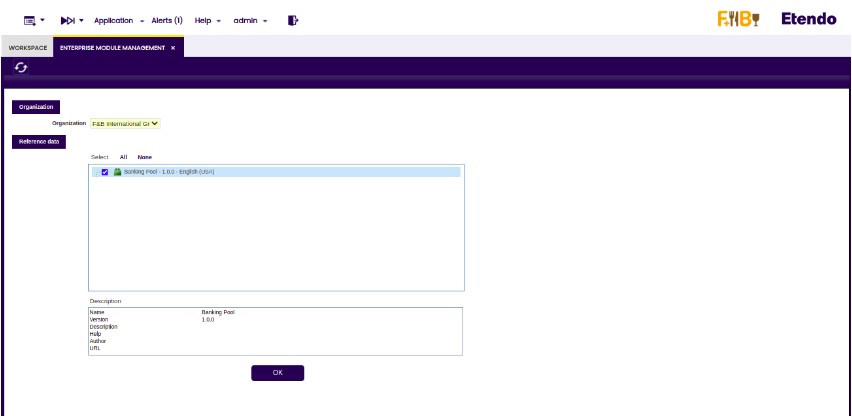 Application Alerts (1) Help admin F&B Etendo
WORKSPACE ENTERPRISE MODULE MANAGEMENT ×
Organization
Organization F&B International Gr
Reference data
Select All None
Banking Pool - 1.0.0 - English (USA)
Description
Name Banking Pool
Version 1.0.0
Description
Help
Author
URL
OK